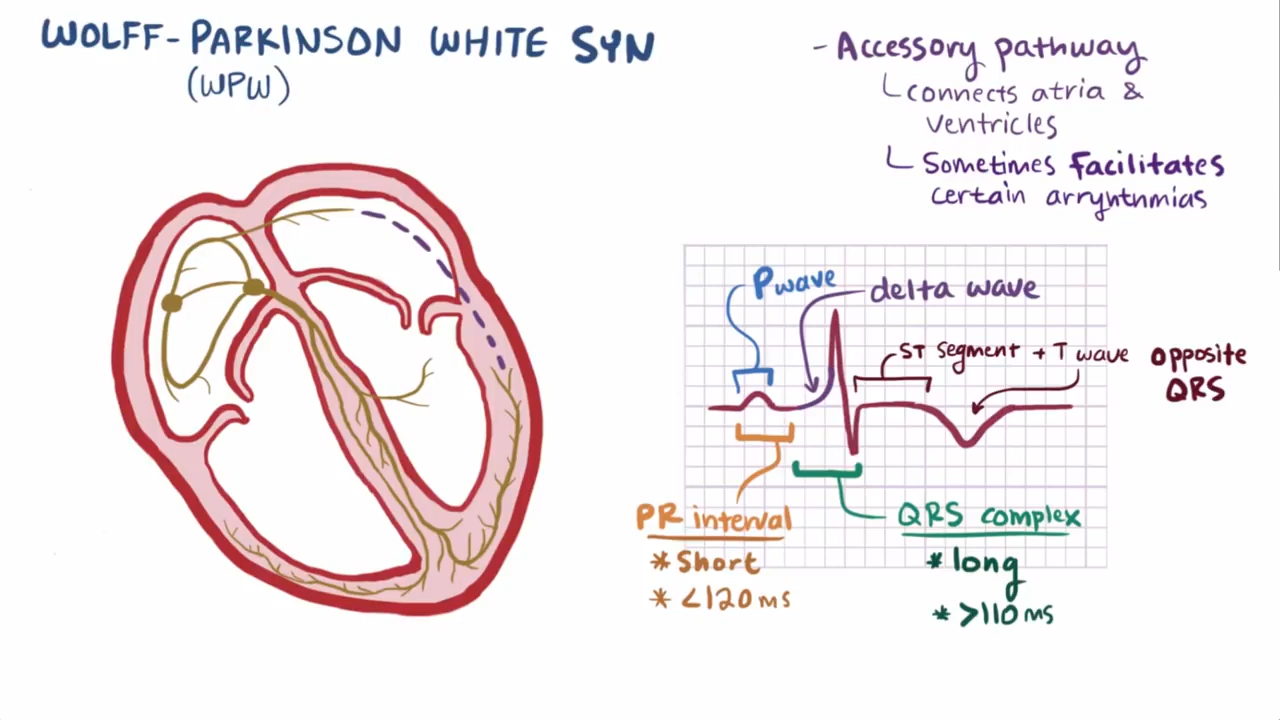 WOLFF-PARKINSON WHITE SYN
(WPW)
- Accessory pathway
connects atria &
ventricles
Sometimes facilitates
certain arryhthmias
P wave
delta wave
ST segment + T wave opposite
QRS
PR interval
* Short
* <120 ms
QRS complex
* long
* >110 ms